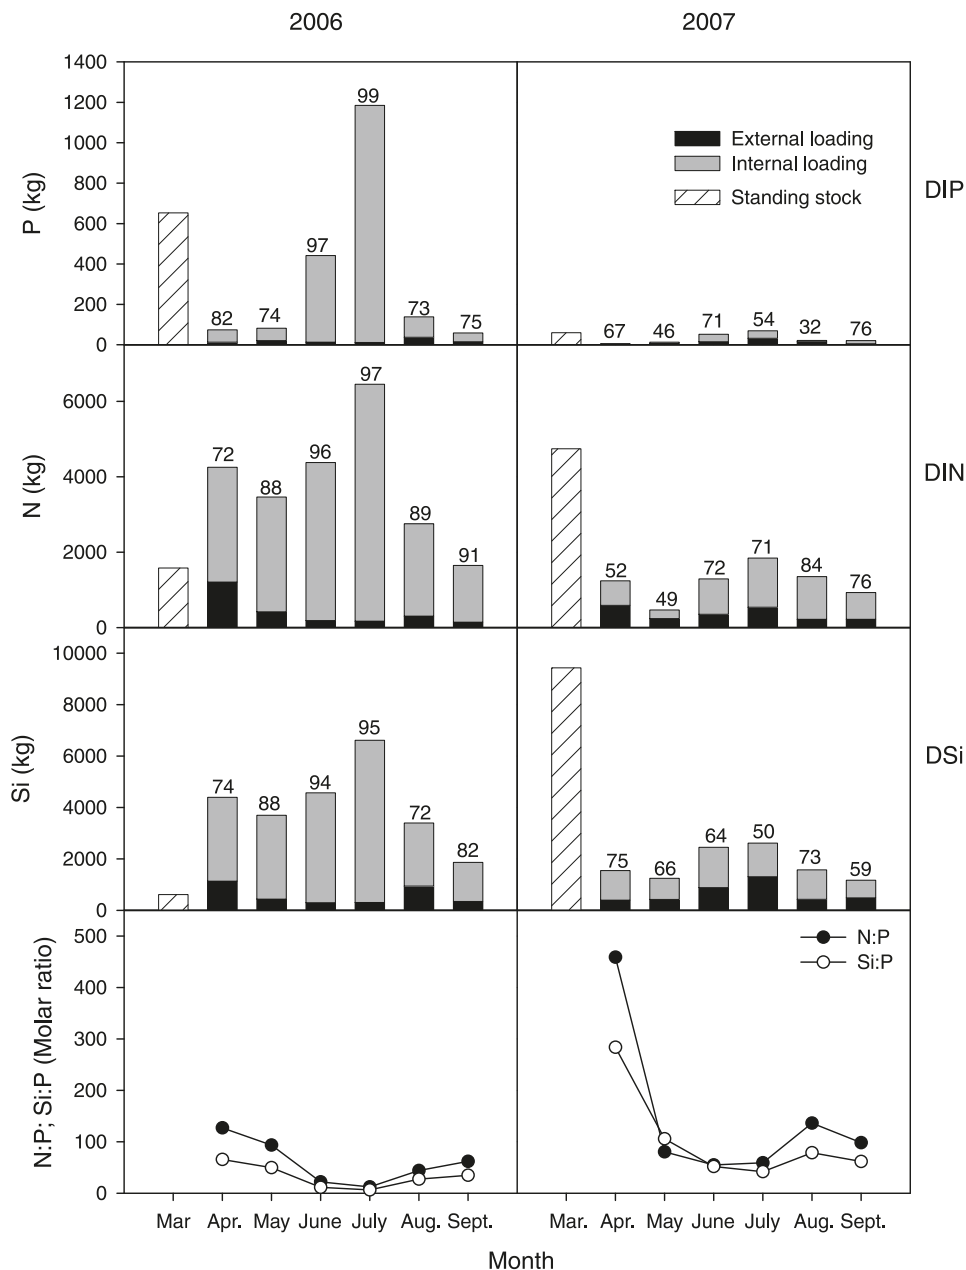 2006 2007
1400
1200
1000
800
600
400
200
0
P (kg)
99
97
82 74 73 75
External loading
Internal loading
Standing stock
67 46 71 54 32 76
DIP
6000
4000
2000
0
N (kg)
72 88 96 97 89 91
52 49 72 71 84 76
DIN
10000
8000
6000
4000
2000
0
Si (kg)
74 88 94 95 72 82
75 66 64 50 73 59
DSi
500
400
300
200
100
0
N:P; Si:P (Molar ratio)
N:P
Si:P
Mar Apr. May June July Aug. Sept. Mar. Apr. May June July Aug. Sept.
Month